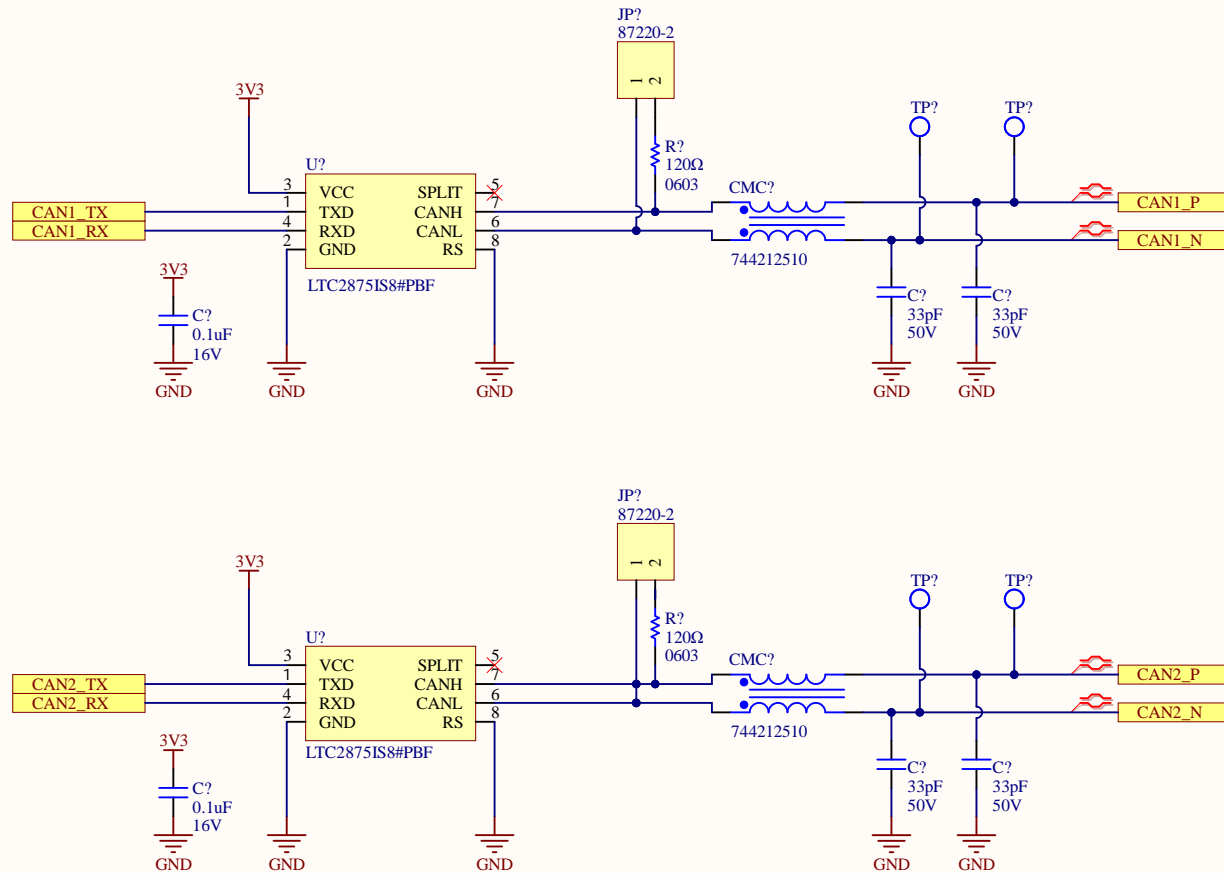 JP?
87220-2
1
2
3V3
TP?
TP?
R?
120Ω
0603
U?
3 VCC SPLIT 5
1 TXD CANH 7
4 RXD CANL 6
2 GND RS 8
LTC2875IS8#PBF
CAN1_TX
CAN1_RX
CMC?
744212510
CAN1_P
CAN1_N
3V3
C?
0.1uF
16V
C?
33pF
50V
C?
33pF
50V
GND
GND
GND
GND
GND
JP?
87220-2
1
2
3V3
TP?
TP?
R?
120Ω
0603
U?
3 VCC SPLIT 5
1 TXD CANH 7
4 RXD CANL 6
2 GND RS 8
LTC2875IS8#PBF
CAN2_TX
CAN2_RX
CMC?
744212510
CAN2_P
CAN2_N
3V3
C?
0.1uF
16V
C?
33pF
50V
C?
33pF
50V
GND
GND
GND
GND
GND